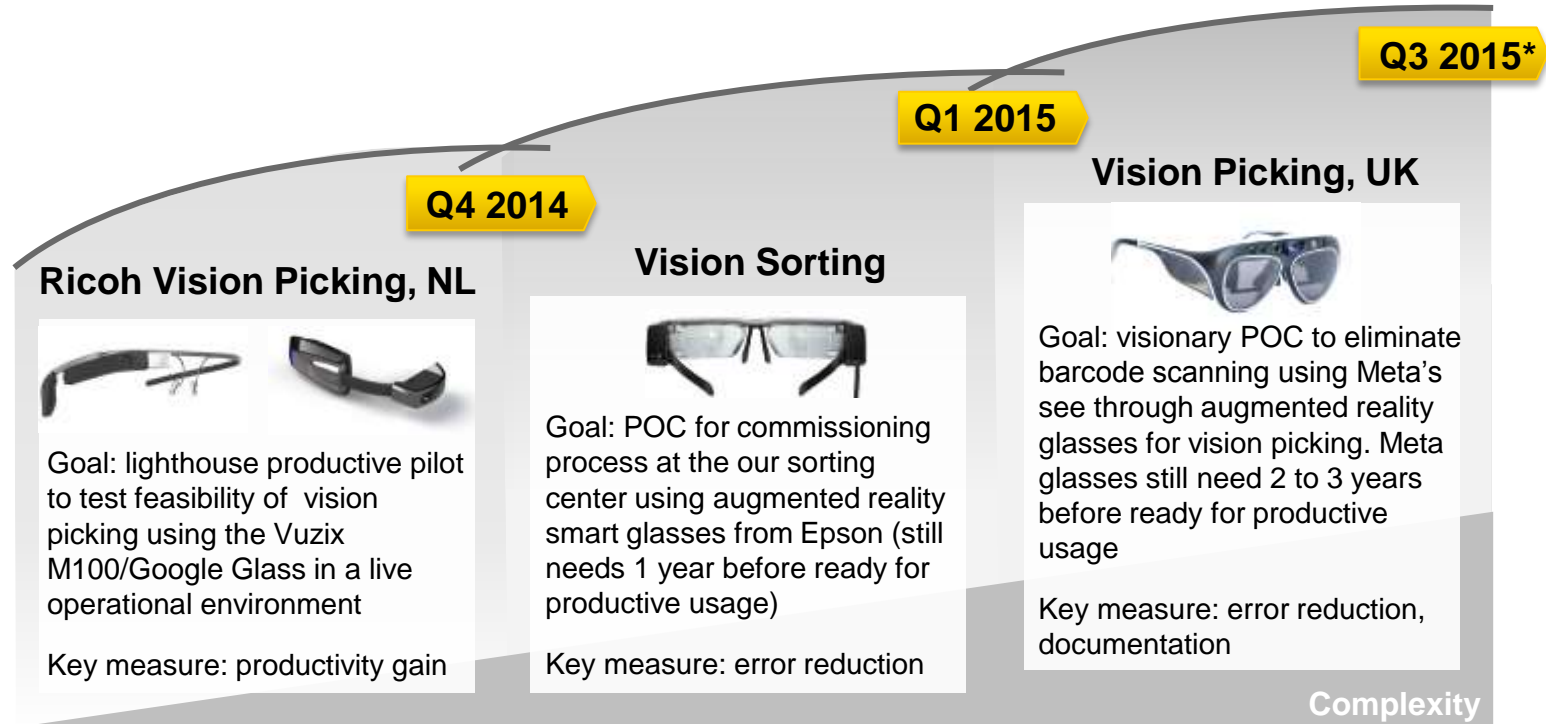 Q3 2015*
Q1 2015
Q4 2014
Ricoh Vision Picking, NL
Goal: lighthouse productive pilot
to test feasibility of vision
picking using the Vuzix
M100/Google Glass in a live
operational environment
Key measure: productivity gain
Vision Sorting
Goal: POC for commissioning
process at the our sorting
center using augmented reality
smart glasses from Epson (still
needs 1 year before ready for
productive usage)
Key measure: error reduction
Vision Picking, UK
Goal: visionary POC to eliminate
barcode scanning using Meta's
see through augmented reality
glasses for vision picking. Meta
glasses still need 2 to 3 years
before ready for productive
usage
Key measure: error reduction,
documentation
Complexity